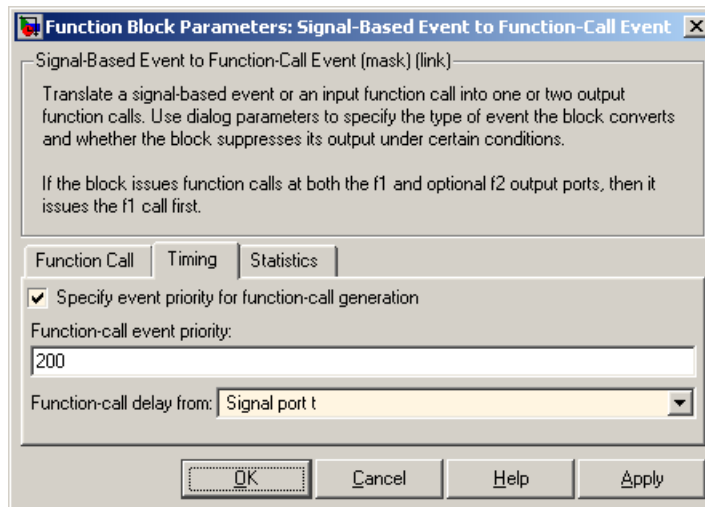 Function Block Parameters: Signal-Based Event to Function-Call Event
Signal-Based Event to Function-Call Event (mask) (link)
Translate a signal-based event or an input function call into one or two output
function calls. Use dialog parameters to specify the type of event the block converts
and whether the block suppresses its output under certain conditions.
If the block issues function calls at both the f1 and optional f2 output ports, then it
issues the f1 call first.
Function Call Timing Statistics
Specify event priority for function-call generation
Function-call event priority:
200
Function-call delay from: Signal port t
OK Cancel Help Apply